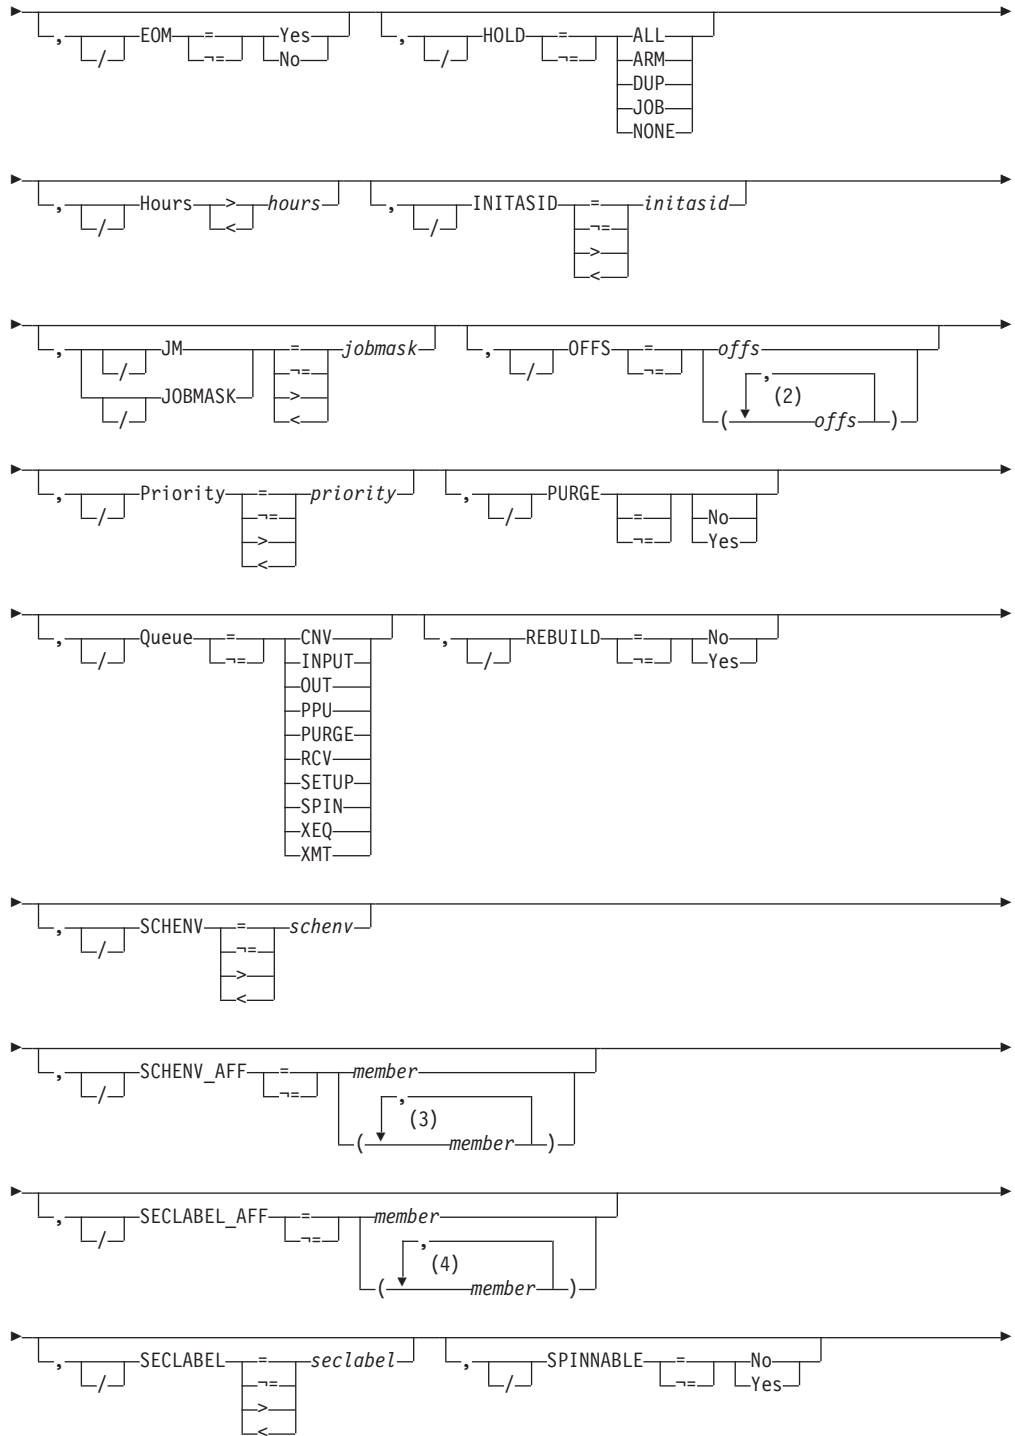 , / EOM = Yes , / HOLD = ALL
/ ¬= No / ¬= ARM
DUP
JOB
NONE
, / Hours > hours , / INITASID = initasid
< ¬=
>
<
, / JM = jobmask , / OFFS = offs
/ JOBMASK ¬= ¬= ,
> (2)
< ( offs )
, / Priority = priority , / PURGE = No
¬= ¬= Yes
>
<
, / Queue = CNV , / REBUILD = No
¬= INPUT ¬= Yes
OUT
PPU
PURGE
RCV
SETUP
SPIN
XEQ
XMT
, / SCHENV = schenv
¬=
>
<
, / SCHENV_AFF = member
¬= ,
(3)
( member )
, / SECLABEL_AFF = member
¬= ,
(4)
( member )
, / SECLABEL = seclabel , / SPINNABLE = No
¬= ¬= Yes
>
<